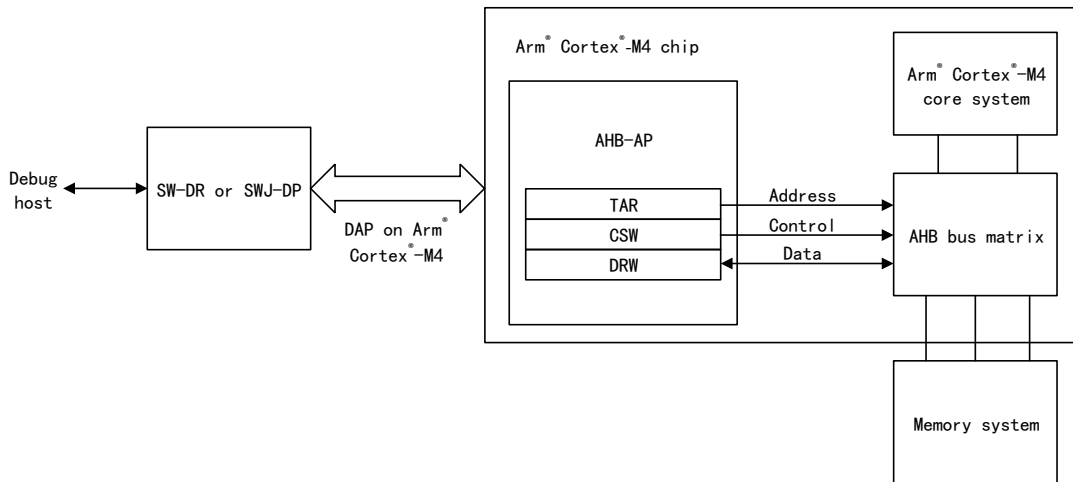 Arm® Cortex®-M4 chip
Arm® Cortex®-M4
core system
AHB-AP
Debug
host
SW-DR or SWJ-DP
DAP on Arm®
Cortex®-M4
TAR
CSW
DRW
Address
Control
Data
AHB bus matrix
Memory system